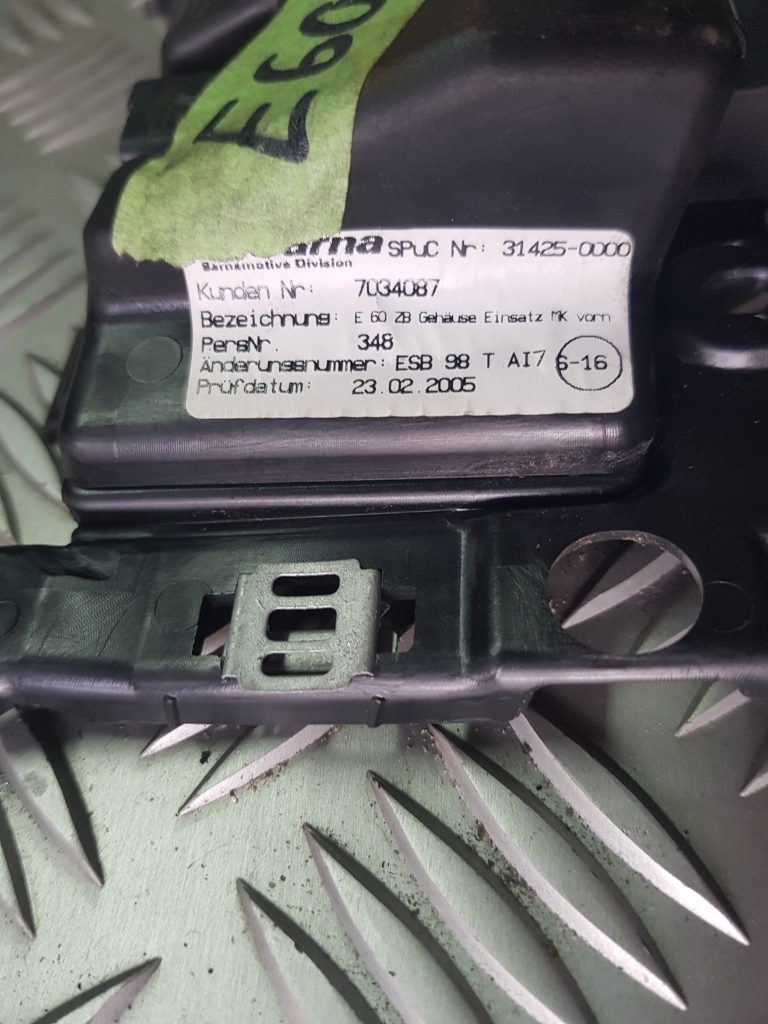 E60
SPuC Nr: 31425-0000
Sarnamotive Division
Kunden Nr: 7034087
Bezeichnung: E 60 ZB Gehäuse Einsatz MK vorn
PersNr. 348
Änderungsnummer: ESB 98 T AI7 S-16
Prüfdatum: 23.02.2005